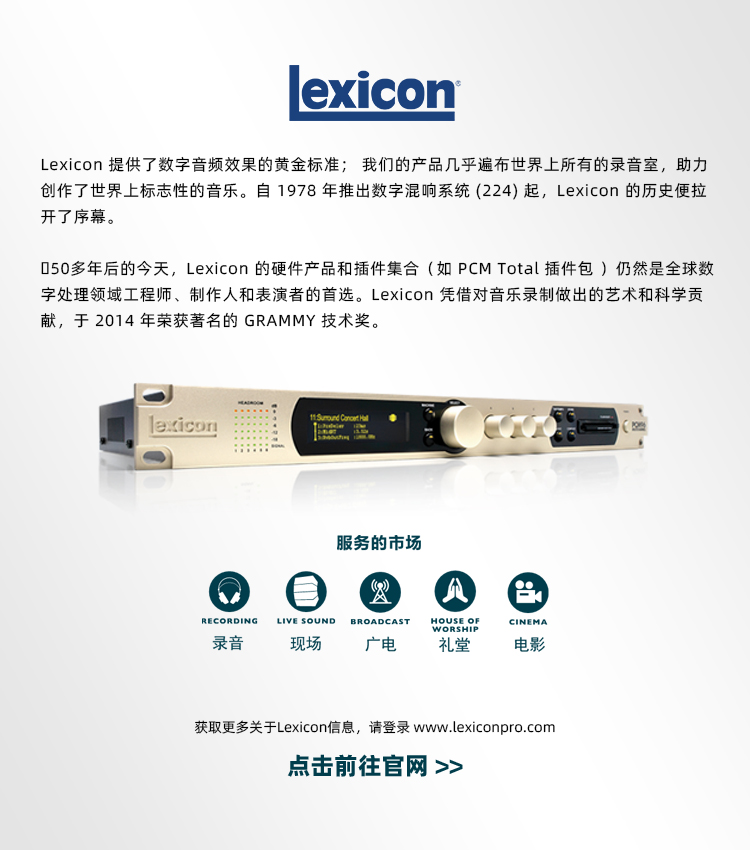 lexicon®
Lexicon 提供了数字音频效果的黄金标准； 我们的产品几乎遍布世界上所有的录音室，助力
创作了世界上标志性的音乐。自 1978 年推出数字混响系统 (224) 起，Lexicon 的历史便拉
开了序幕。
50多年后的今天，Lexicon 的硬件产品和插件集合（如 PCM Total 插件包 ）仍然是全球数
字处理领域工程师、制作人和表演者的首选。Lexicon 凭借对音乐录制做出的艺术和科学贡
献，于 2014 年荣获著名的 GRAMMY 技术奖。
lexicon
HEADROOM
dB
SIGNAL
11:Surround Concert Hall
服务的市场
RECORDING
录音
LIVE SOUND
现场
BROADCAST
广电
HOUSE OF
WORSHIP
礼堂
CINEMA
电影
获取更多关于Lexicon信息，请登录 www.lexiconpro.com
点击前往官网 >>